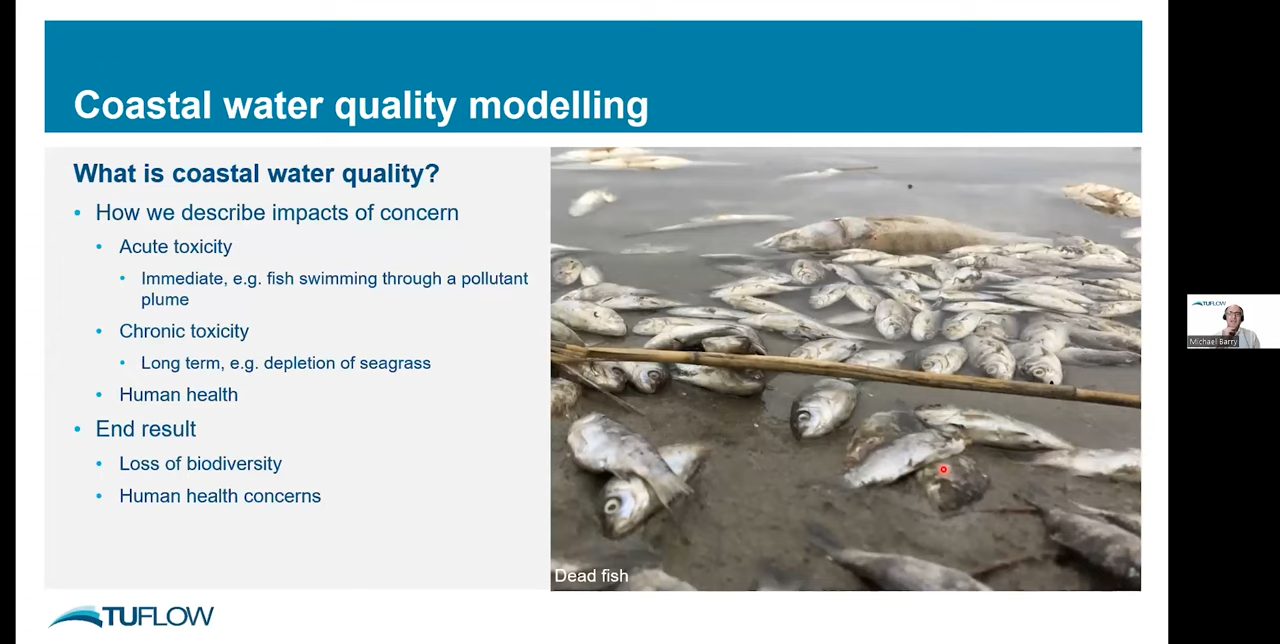 Coastal water quality modelling
What is coastal water quality?
• How we describe impacts of concern
• Acute toxicity
• Immediate, e.g. fish swimming through a pollutant
plume
• Chronic toxicity
• Long term, e.g. depletion of seagrass
• Human health
• End result
• Loss of biodiversity
• Human health concerns
Dead fish
TUFLOW
TUFLOW
Michael Barry